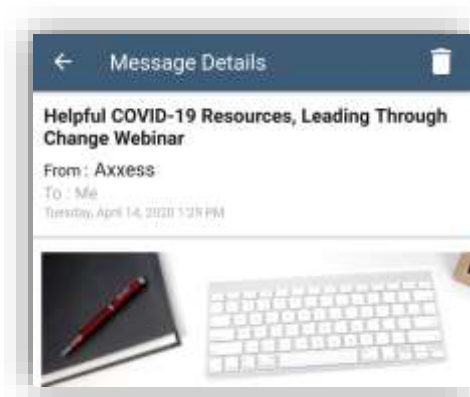 Message Details
Helpful COVID-19 Resources, Leading Through
Change Webinar
From : Axxess
To : Me
Tuesday, April 14, 2020 1:29 PM